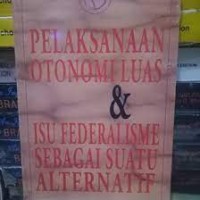 PELAKSANAAN
OTONOMI LUAS
&
ISU FEDERALISME
SEBAGAI SUATU
ALTERNATIF